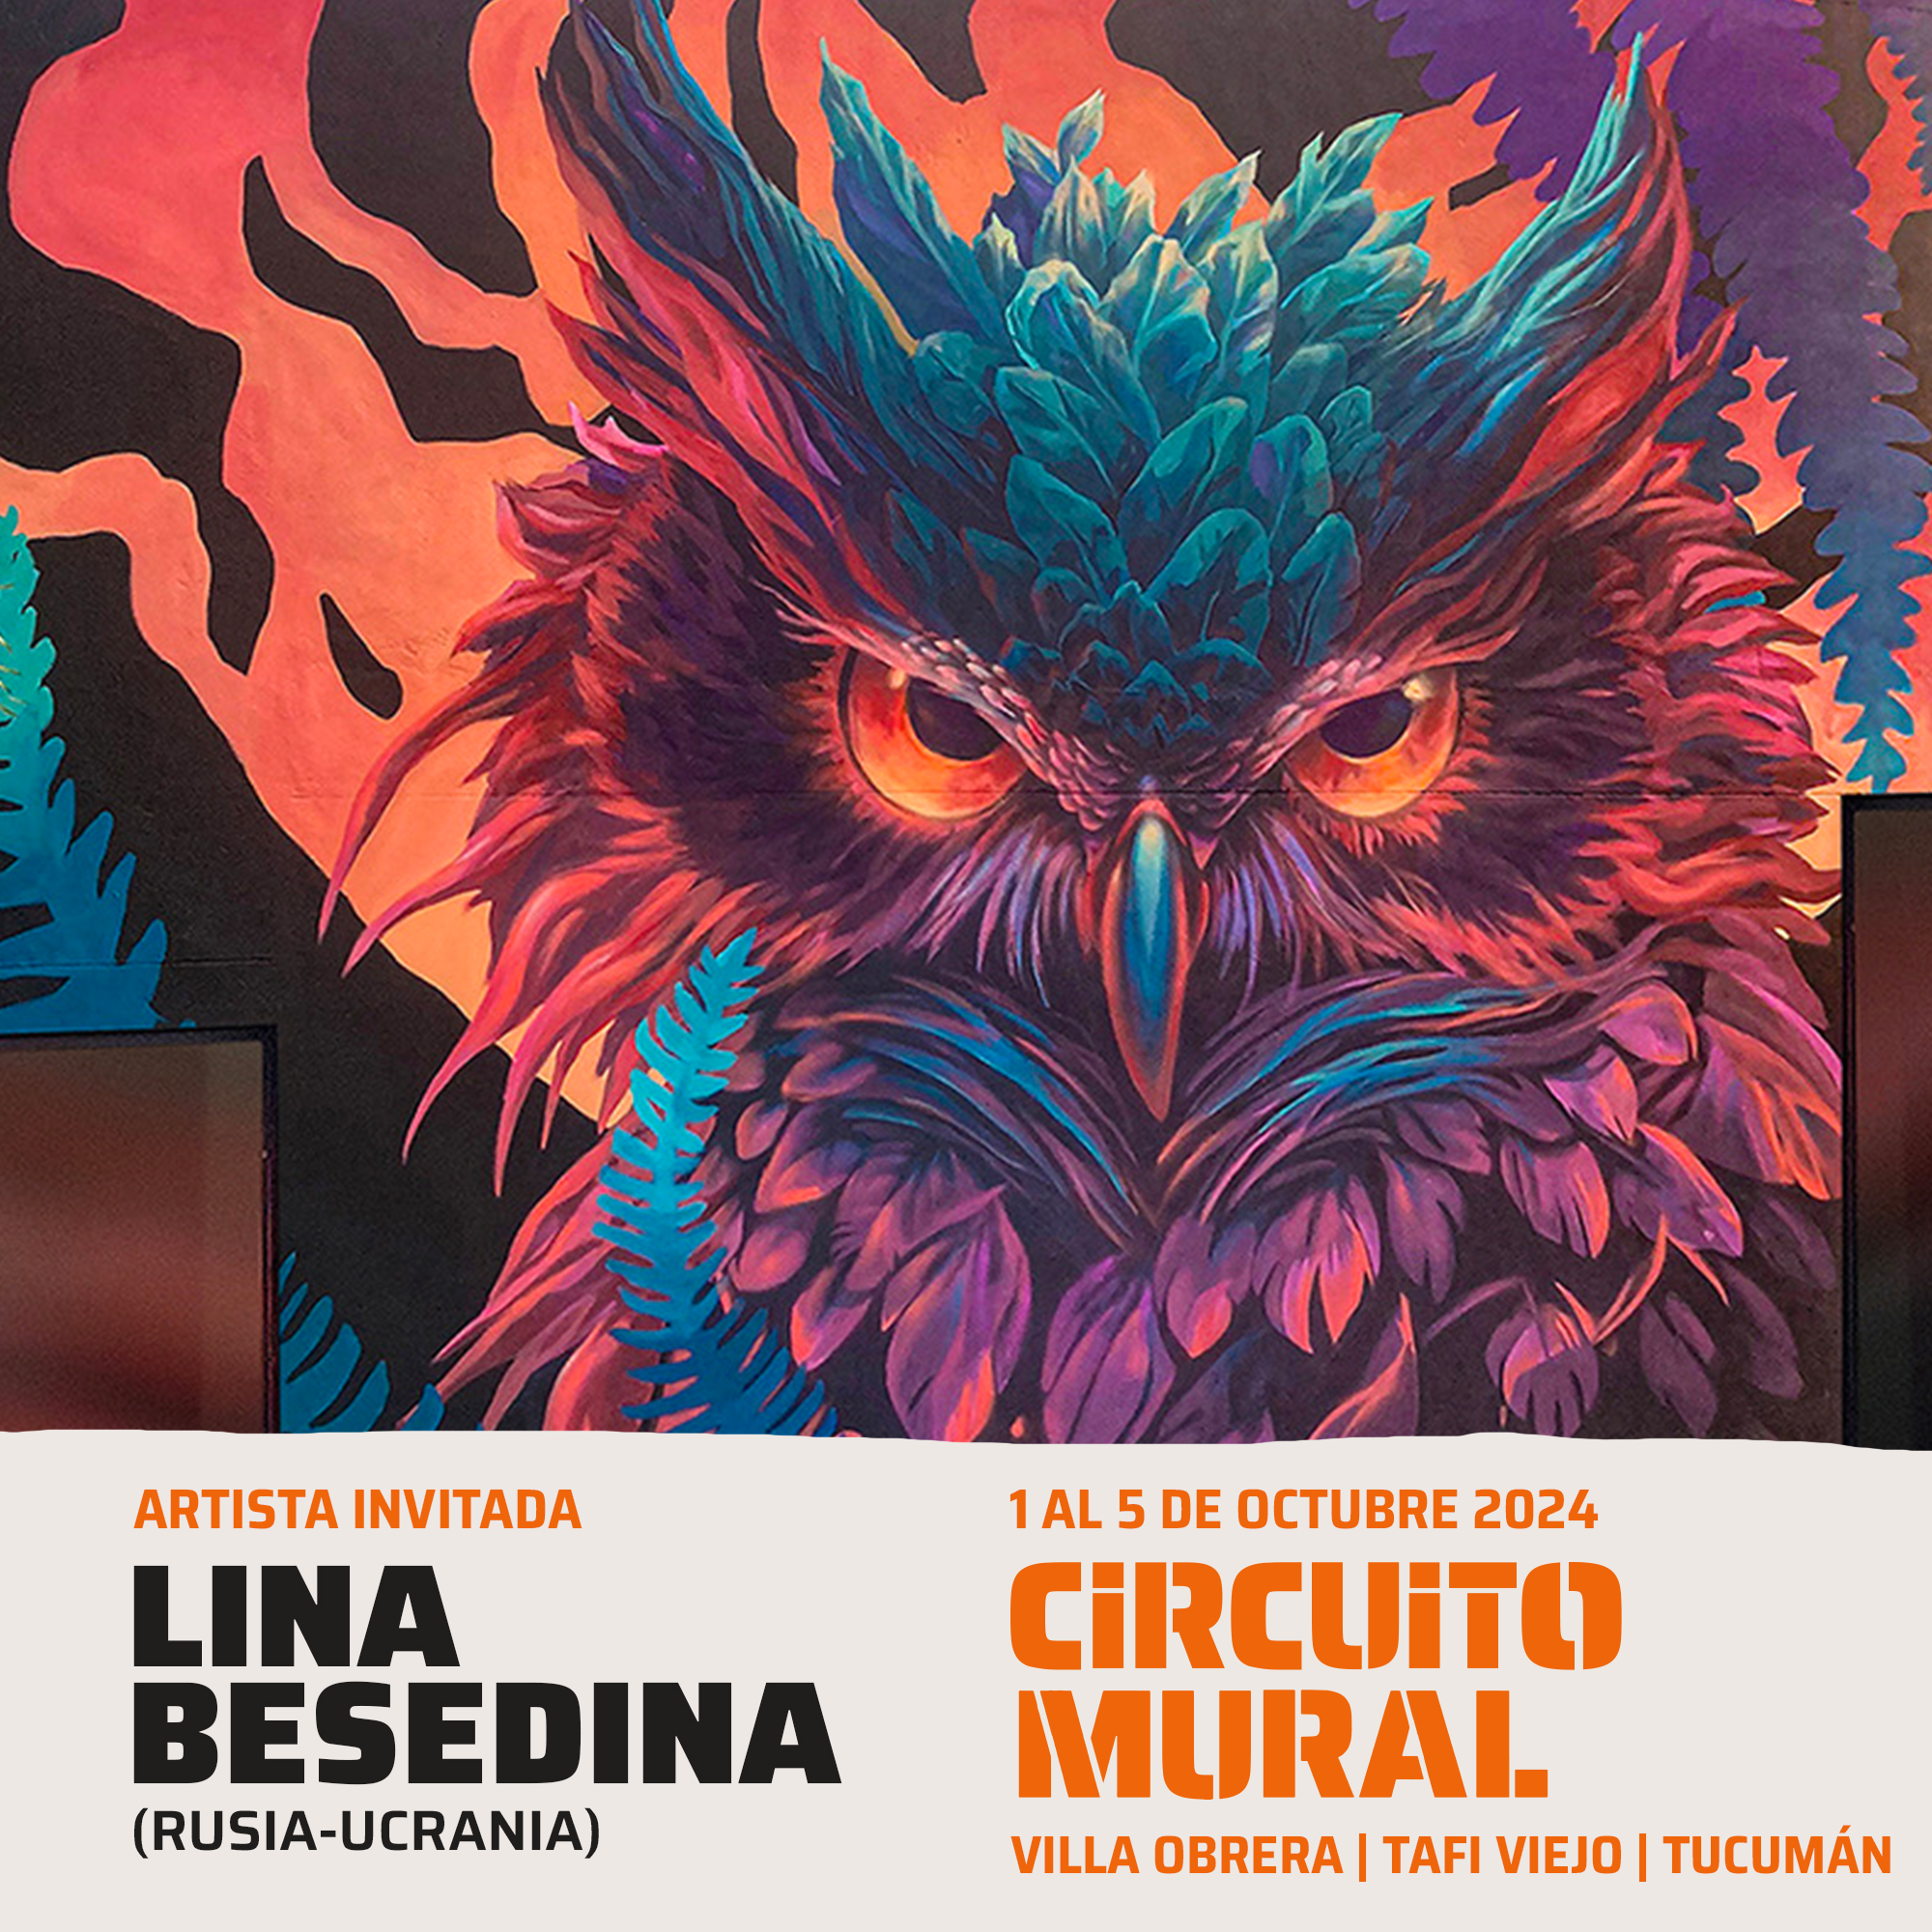 ARTISTA INVITADA
LINA
BESEDINA
(RUSIA-UCRANIA)
1 AL 5 DE OCTUBRE 2024
CiRCUiTO
MURAL
VILLA OBRERA | TAFI VIEJO | TUCUMÁN